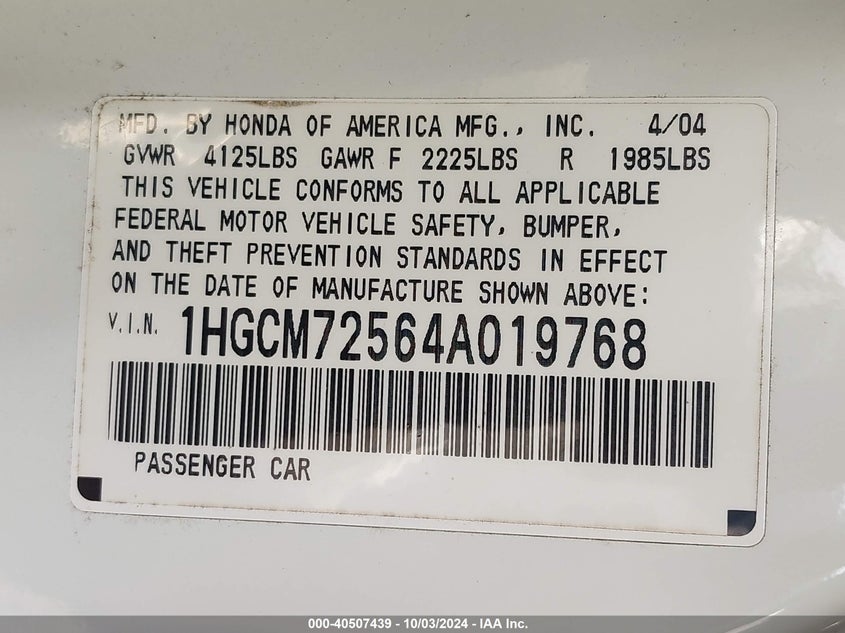 MFD. BY HONDA OF AMERICA MFG., INC. 4/04
GVWR 4125LBS GAWR F 2225LBS R 1985LBS
THIS VEHICLE CONFORMS TO ALL APPLICABLE
FEDERAL MOTOR VEHICLE SAFETY, BUMPER,
AND THEFT PREVENTION STANDARDS IN EFFECT
ON THE DATE OF MANUFACTURE SHOWN ABOVE:
V.I.N. 1HGCM72564A019768
PASSENGER CAR
000-40507439 - 10/03/2024 - IAA Inc.